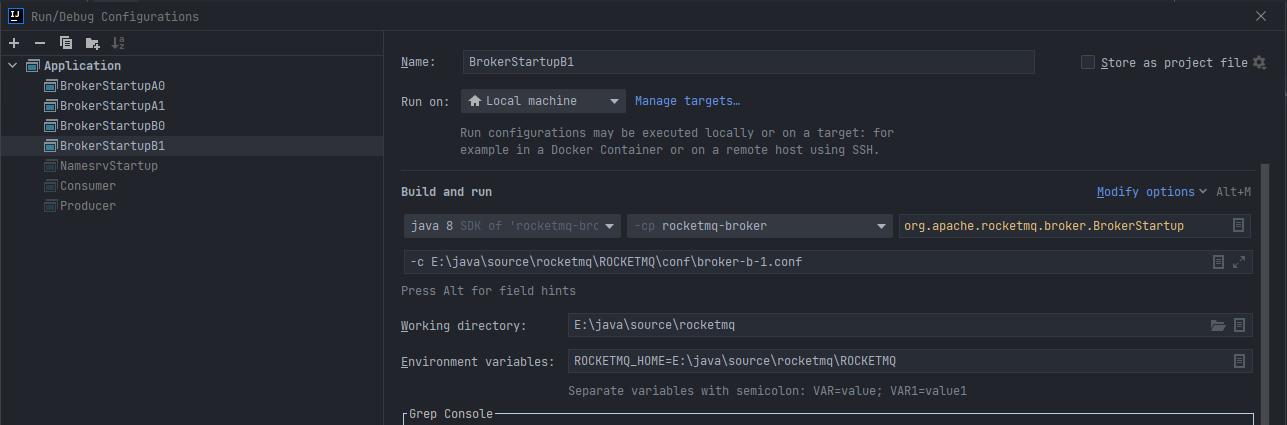 Run/Debug Configurations
Application
BrokerStartupA0
BrokerStartupA1
BrokerStartupB0
BrokerStartupB1
NamesrvStartup
Consumer
Producer
Name: BrokerStartupB1 Store as project file
Run on: Local machine Manage targets…
Run configurations may be executed locally or on a target: for
example in a Docker Container or on a remote host using SSH.
Build and run Modify options Alt+M
java 8 SDK of 'rocketmq-brc -cp rocketmq-broker org.apache.rocketmq.broker.BrokerStartup
-c E:\java\source\rocketmq\ROCKETMQ\conf\broker-b-1.conf
Press Alt for field hints
Working directory: E:\java\source\rocketmq
Environment variables: ROCKETMQ_HOME=E:\java\source\rocketmq\ROCKETMQ
Separate variables with semicolon: VAR=value; VAR1=value1
Grep Console